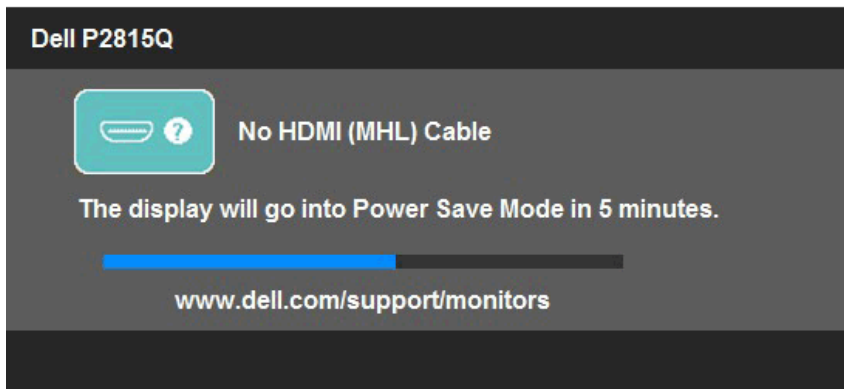 Dell P2815Q
? No HDMI (MHL) Cable
The display will go into Power Save Mode in 5 minutes.
www.dell.com/support/monitors